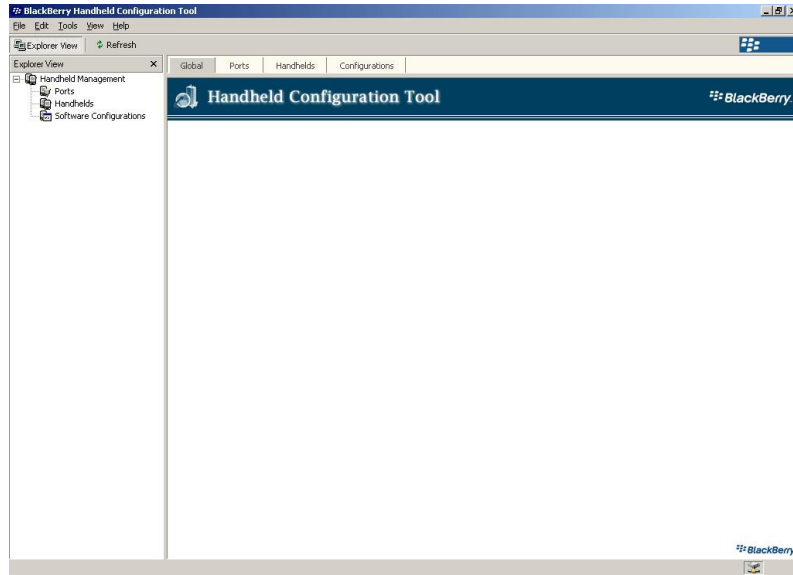 BlackBerry Handheld Configuration Tool
File Edit Tools View Help
Explorer View Refresh
Explorer View
Global Ports Handhelds Configurations
Handheld Management
Ports
Handhelds
Software Configurations
Handheld Configuration Tool
BlackBerry.
BlackBerry